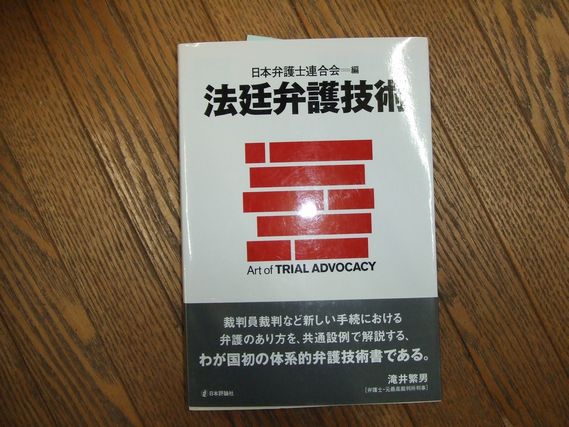 日本弁護士連合会──編
法廷弁護技術
Art of TRIAL ADVOCACY
裁判員裁判など新しい手続における
弁護のあり方を、共通設例で解説する、
わが国初の体系的弁護技術書である。
滝井繁男
[弁護士・元最高裁判所判事]
日本評論社